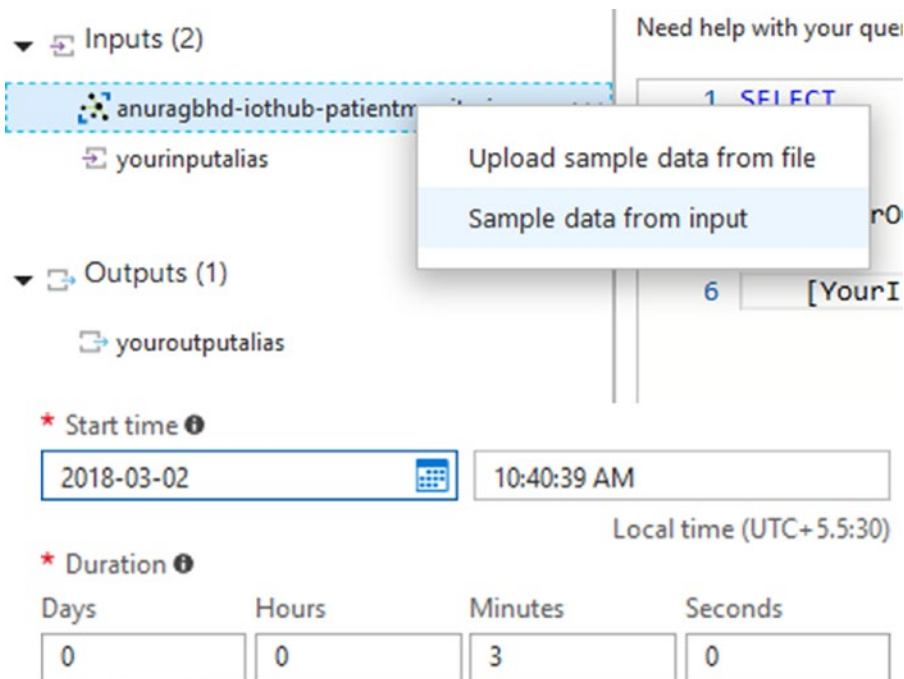 Inputs (2)
Need help with your quer
anuragbhd-iothub-patientm
1 SELECT
yourinputalias
Upload sample data from file
Sample data from input
rO
Outputs (1)
6 [YourI
youroutputalias
* Start time
2018-03-02 10:40:39 AM
Local time (UTC+5.5:30)
* Duration
Days Hours Minutes Seconds
0 0 3 0